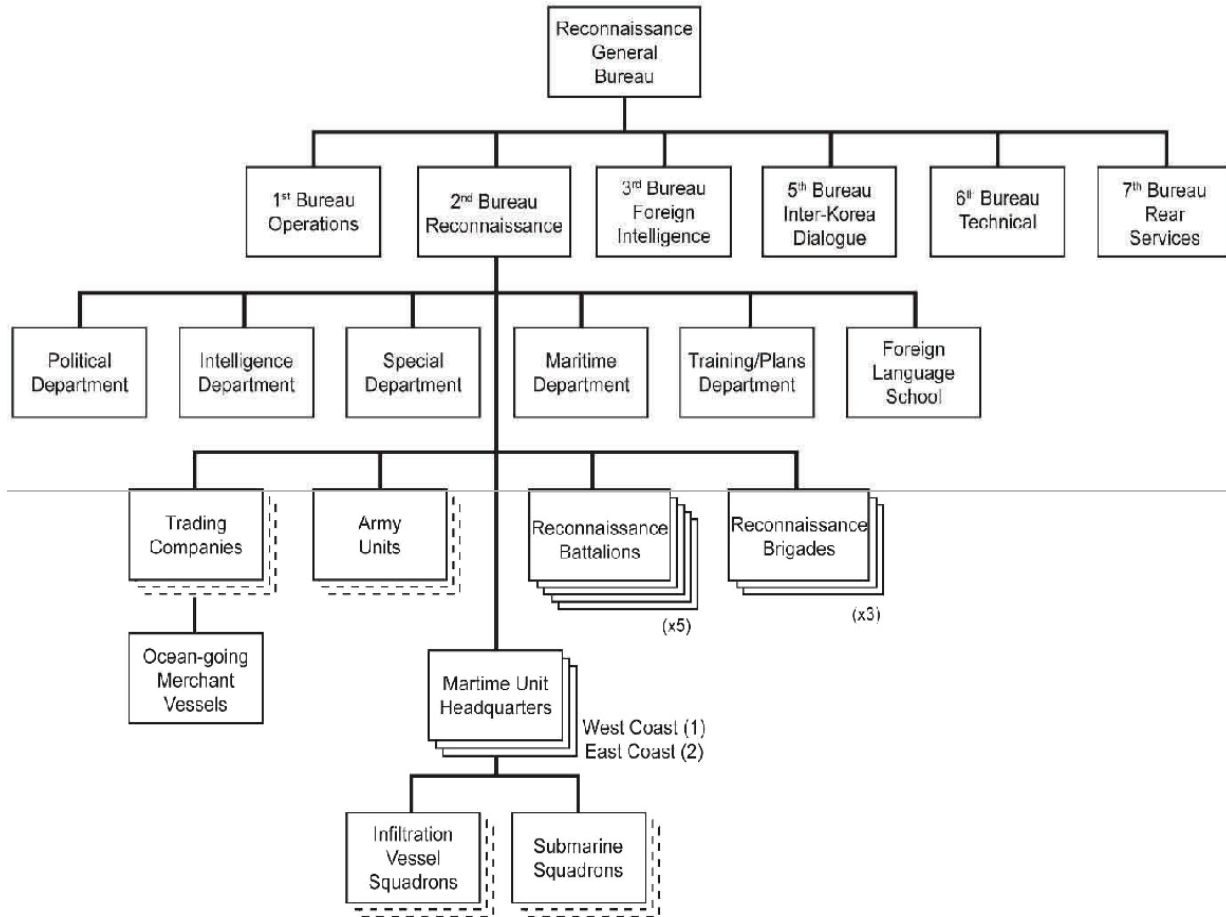 Reconnaissance
General
Bureau
1st Bureau
Operations
2nd Bureau
Reconnaissance
3rd Bureau
Foreign
Intelligence
5th Bureau
Inter-Korea
Dialogue
6th Bureau
Technical
7th Bureau
Rear
Services
Political
Department
Intelligence
Department
Special
Department
Maritime
Department
Training/Plans
Department
Foreign
Language
School
Trading
Companies
Army
Units
Reconnaissance
Battalions
(x5)
Reconnaissance
Brigades
(x3)
Ocean-going
Merchant
Vessels
Martime Unit
Headquarters
West Coast (1)
East Coast (2)
Infiltration
Vessel
Squadrons
Submarine
Squadrons